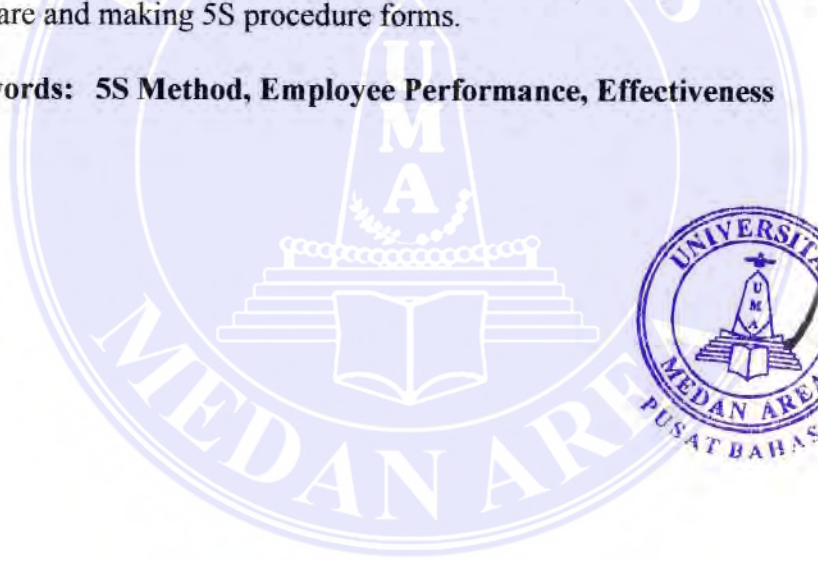 are and making 5S procedure forms.
ords: 5S Method, Employee Performance, Effectiveness
U
M
A
MEDAN ARE
UNIVERSITA
U
M
A
MEDAN AREA
PUSAT BAHAS